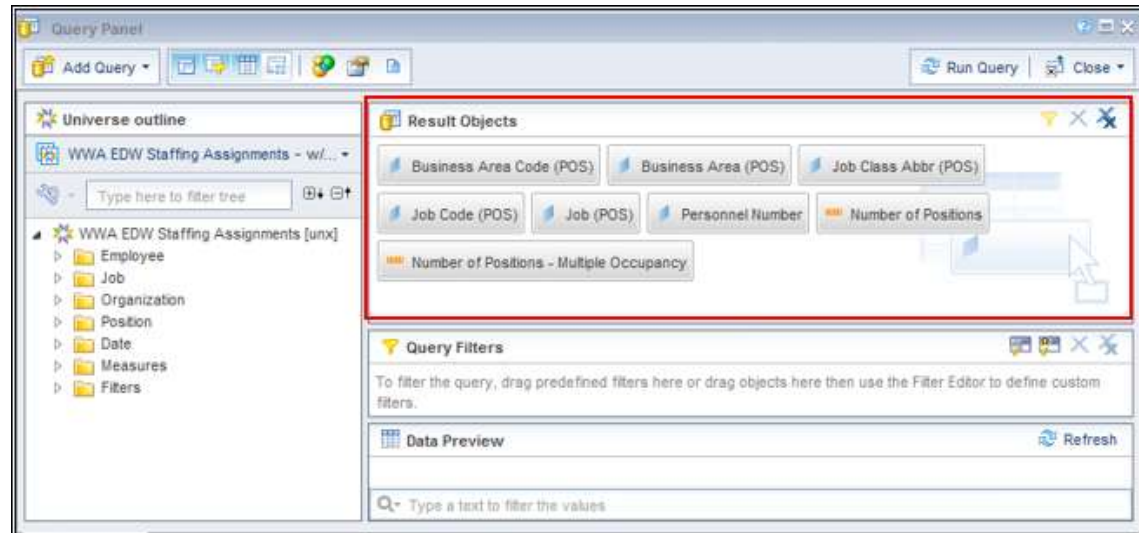 Query Panel
Add Query
Run Query
Close
Universe outline
WWA EDW Staffing Assignments - w/...
Type here to filter tree
WWA EDW Staffing Assignments [unx]
Employee
Job
Organization
Position
Date
Measures
Filters
Result Objects
Business Area Code (POS) Business Area (POS) Job Class Abbr (POS)
Job Code (POS) Job (POS) Personnel Number Number of Positions
Number of Positions - Multiple Occupancy
Query Filters
To filter the query, drag predefined filters here or drag objects here then use the Filter Editor to define custom
filters.
Data Preview
Refresh
Type a text to filter the values